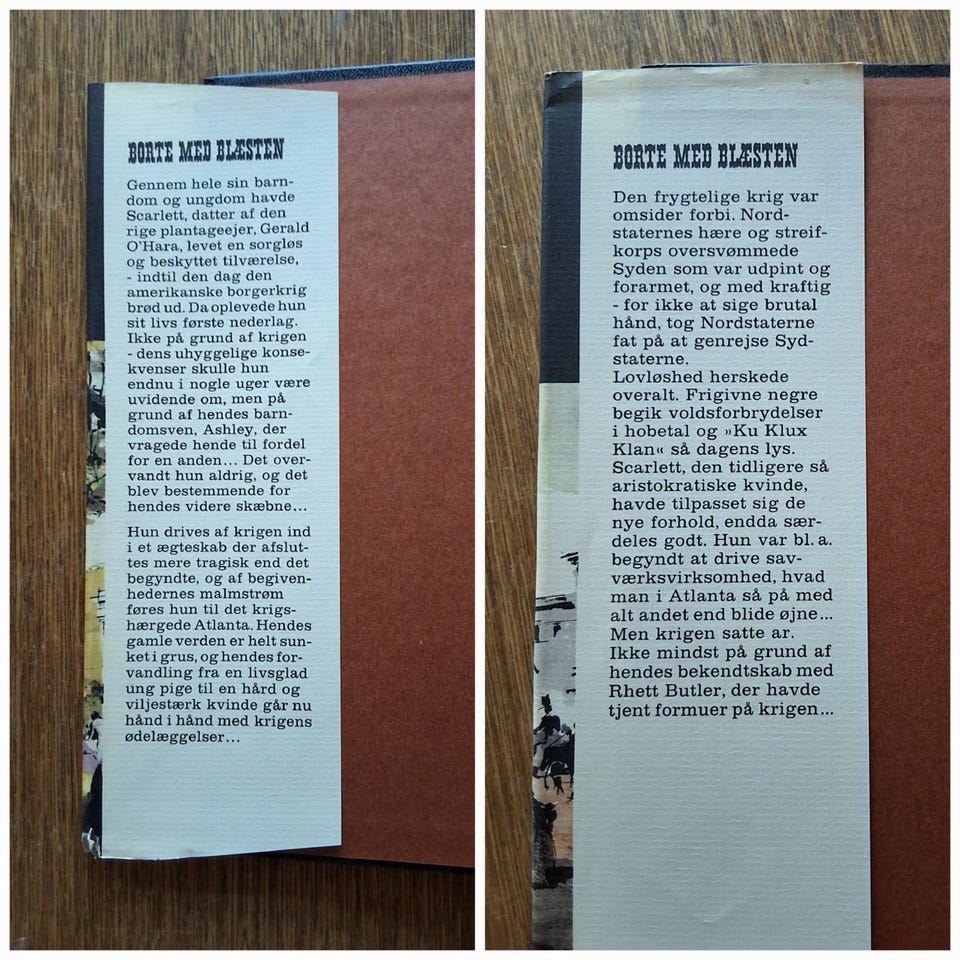 BORTE MED BLÆSTEN
Gennem hele sin barn-
dom og ungdom havde
Scarlett, datter af den
rige plantageejer, Gerald
O'Hara, levet en sorgløs
og beskyttet tilværelse,
- indtil den dag den
amerikanske borgerkrig
brød ud. Da oplevede hun
sit livs første nederlag.
Ikke på grund af krigen
- dens uhyggelige konse-
kvenser skulle hun
endnu i nogle uger være
uvidende om, men på
grund af hendes barn-
domsven, Ashley, der
vragede hende til fordel
for en anden... Det over-
vandt hun aldrig, og det
blev bestemmende for
hendes videre skæbne...
Hun drives af krigen ind
i et ægteskab der afslut-
tes mere tragisk end det
begyndte, og af begiven-
hedernes malmstrøm
føres hun til det krigs-
hærgede Atlanta. Hendes
gamle verden er helt sun-
ket i grus, og hendes for-
vandling fra en livsglad
ung pige til en hård og
viljestærk kvinde går nu
hånd i hånd med krigens
ødelæggelser...
BORTE MED BLÆSTEN
Den frygtelige krig var
omsider forbi. Nord-
staternes hære og streif-
korps oversvømmede
Syden som var udpint og
forarmet, og med kraftig
- for ikke at sige brutal
hånd, tog Nordstaterne
fat på at genrejse Syd-
staterne.
Lovløshed herskede
overalt. Frigivne negre
begik voldsforbrydelser
i hobetal og »Ku Klux
Klan« så dagens lys.
Scarlett, den tidligere så
aristokratiske kvinde,
havde tilpasset sig de
nye forhold, endda sær-
deles godt. Hun var bl. a.
begyndt at drive sav-
værksvirksomhed, hvad
man i Atlanta så på med
alt andet end blide øjne...
Men krigen satte ar.
Ikke mindst på grund af
hendes bekendtskab med
Rhett Butler, der havde
tjent formuer på krigen...